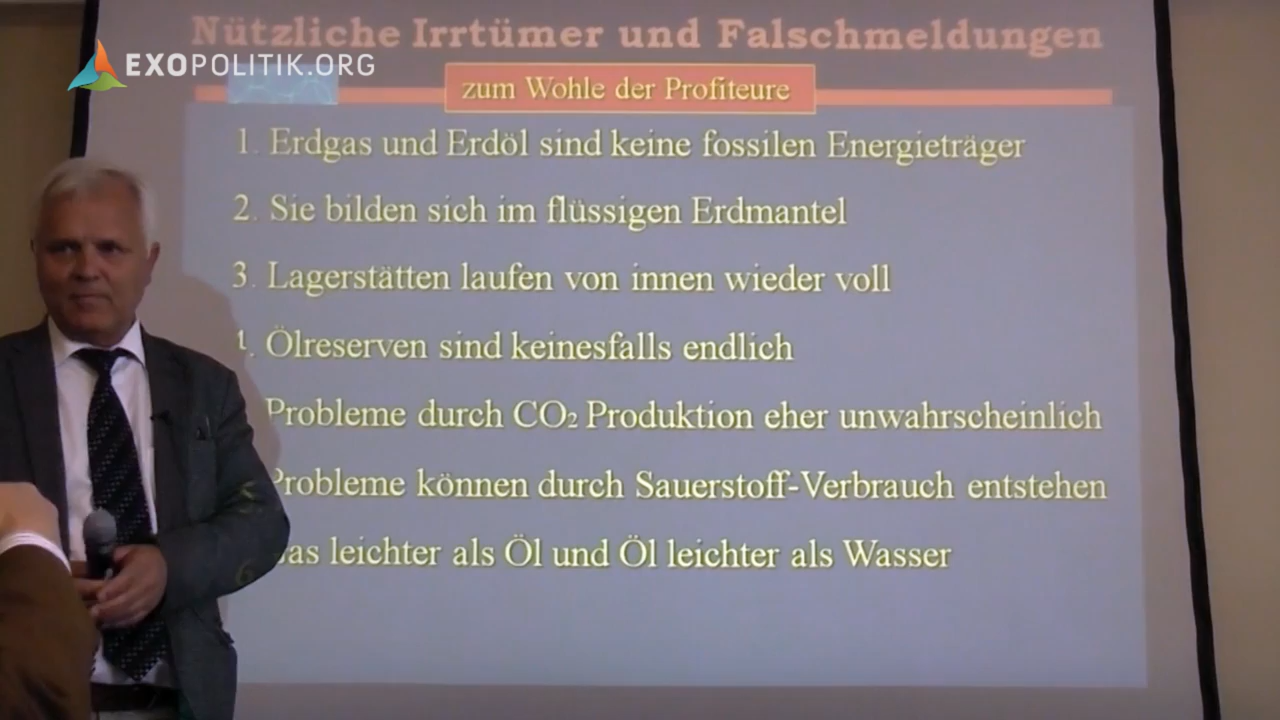 Nützliche Irrtümer und Falschmeldungen
EXOPOLITIK.ORG
zum Wohle der Profiteure
1. Erdgas und Erdöl sind keine fossilen Energieträger
2. Sie bilden sich im flüssigen Erdmantel
3. Lagerstätten laufen von innen wieder voll
4. Ölreserven sind keinesfalls endlich
Probleme durch CO₂ Produktion eher unwahrscheinlich
Probleme können durch Sauerstoff-Verbrauch entstehen
leichter als Öl und Öl leichter als Wasser